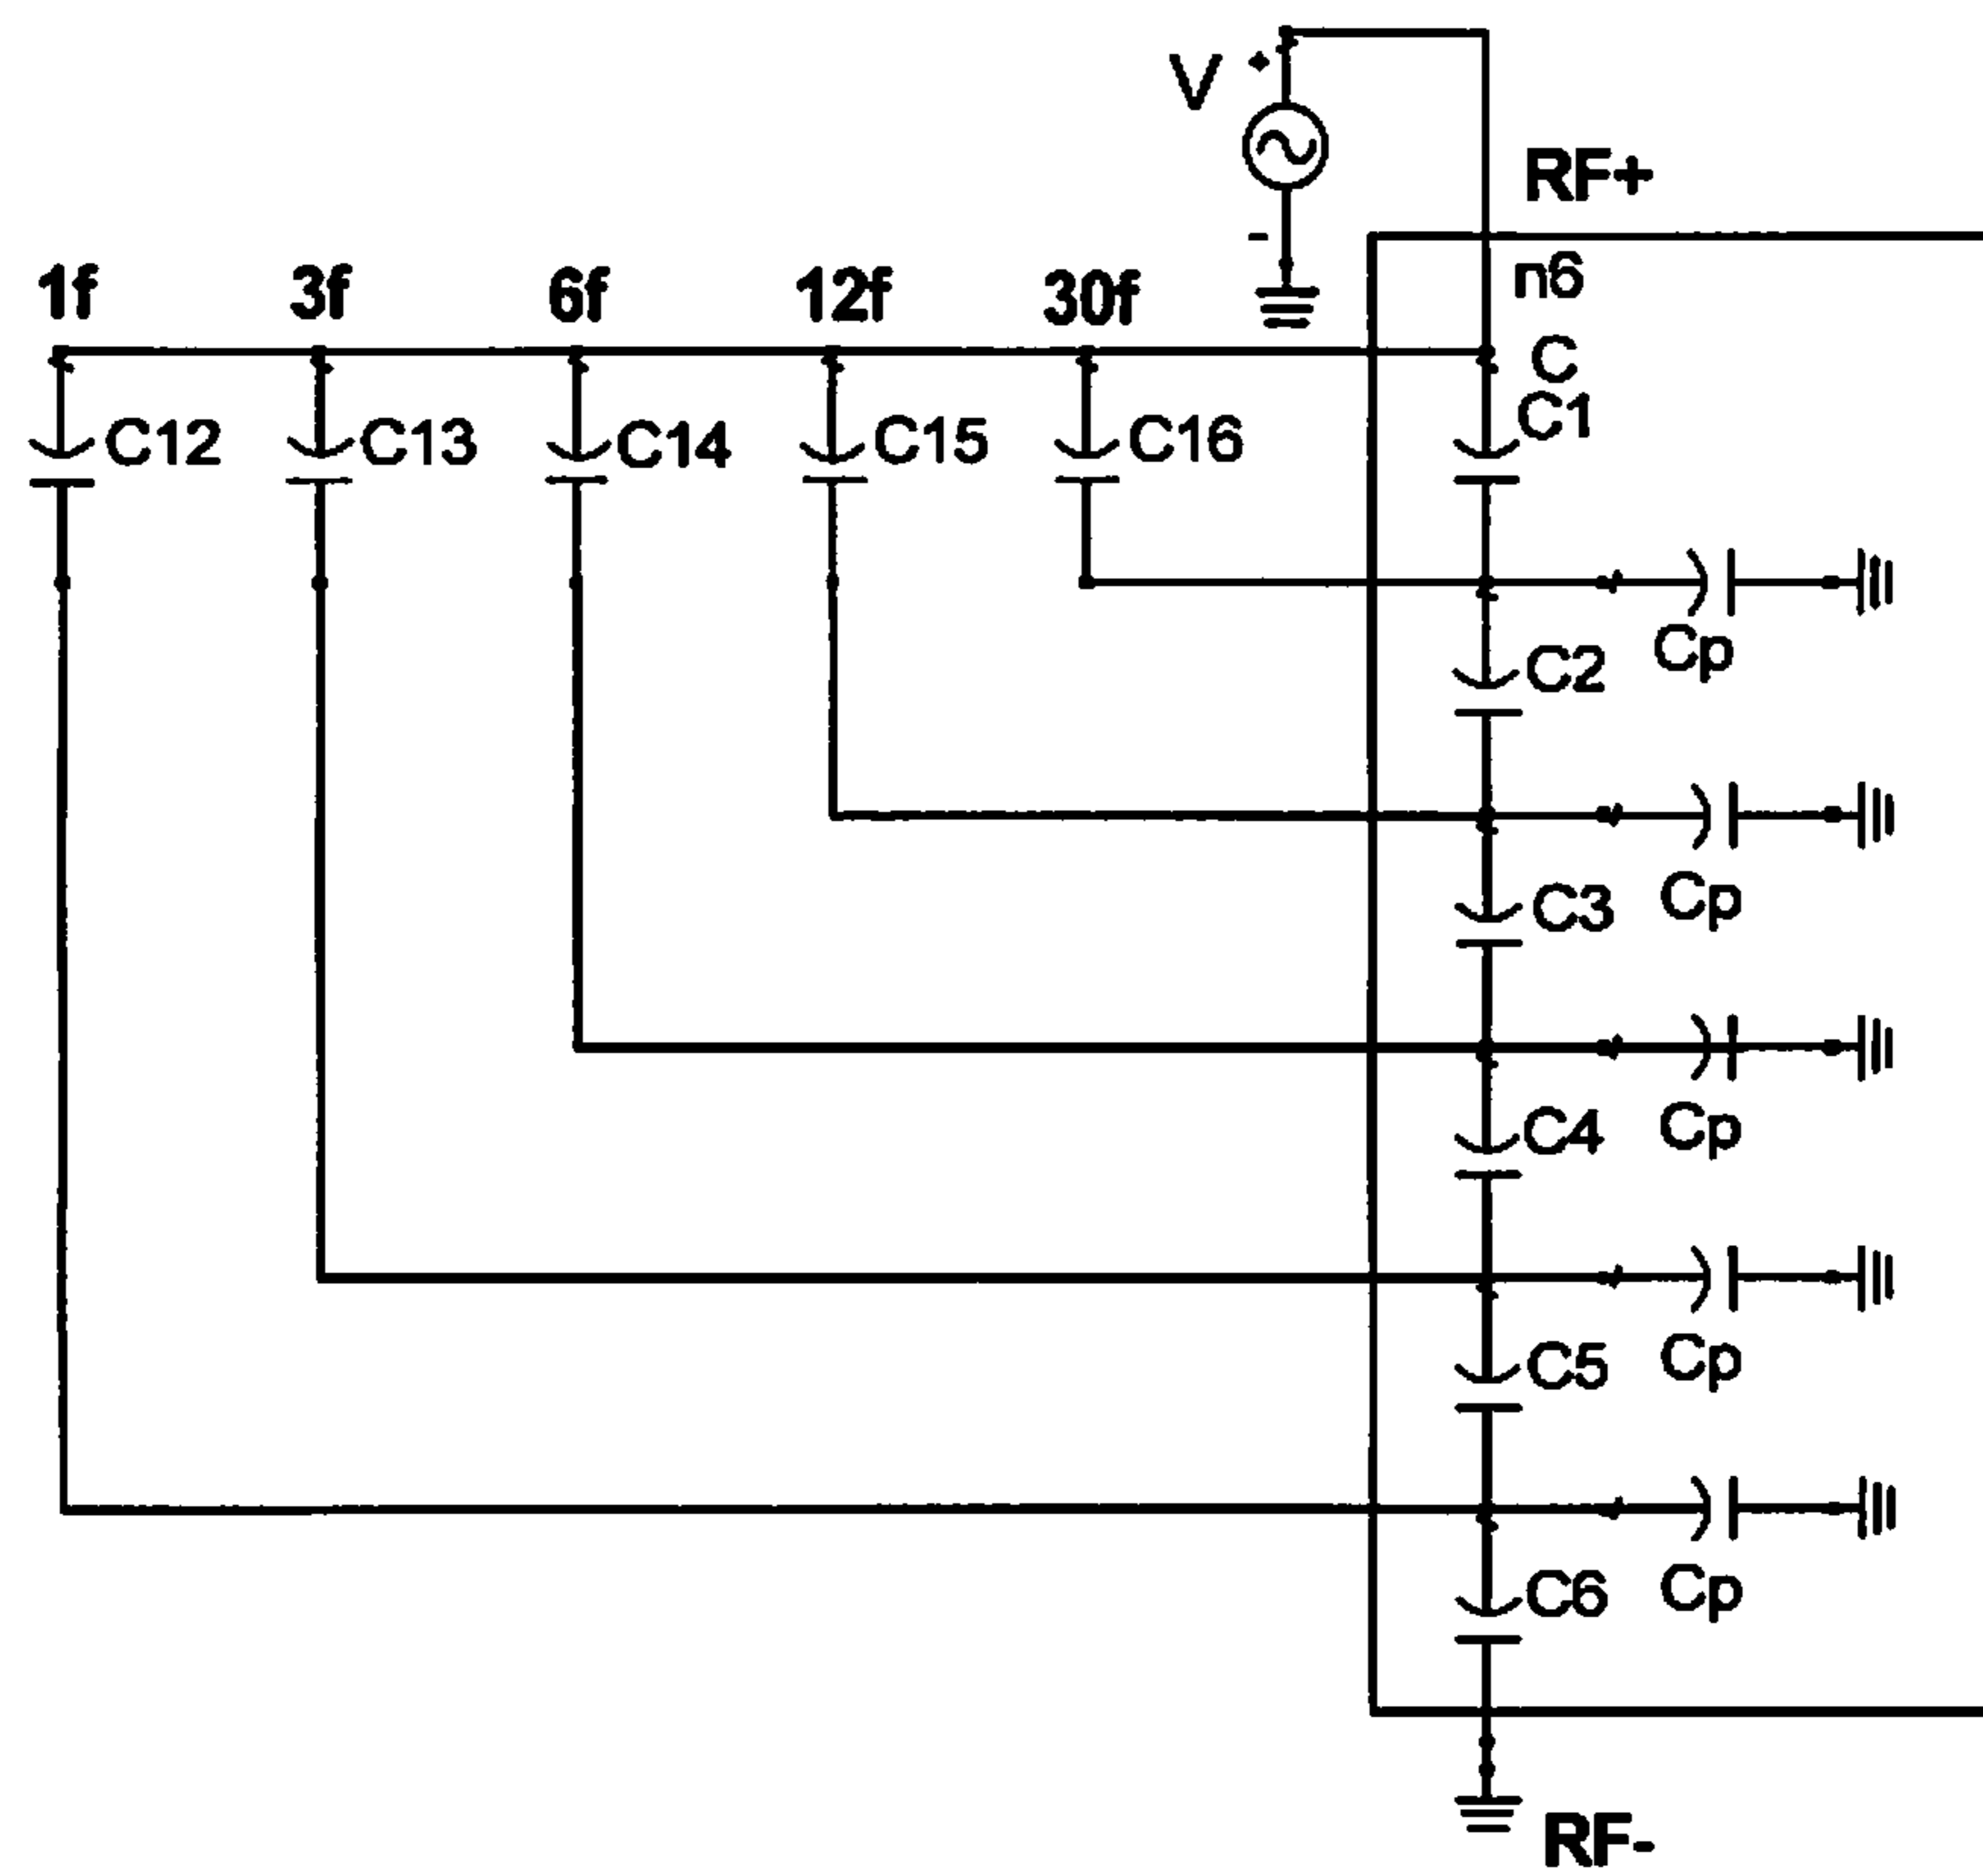 V +
-
RF+
n6
1f 3f 6f 12f 30f
C
C1
C12 C13 C14 C15 C16
C2 Cp
C3 Cp
C4 Cp
C5 Cp
C6 Cp
RF-